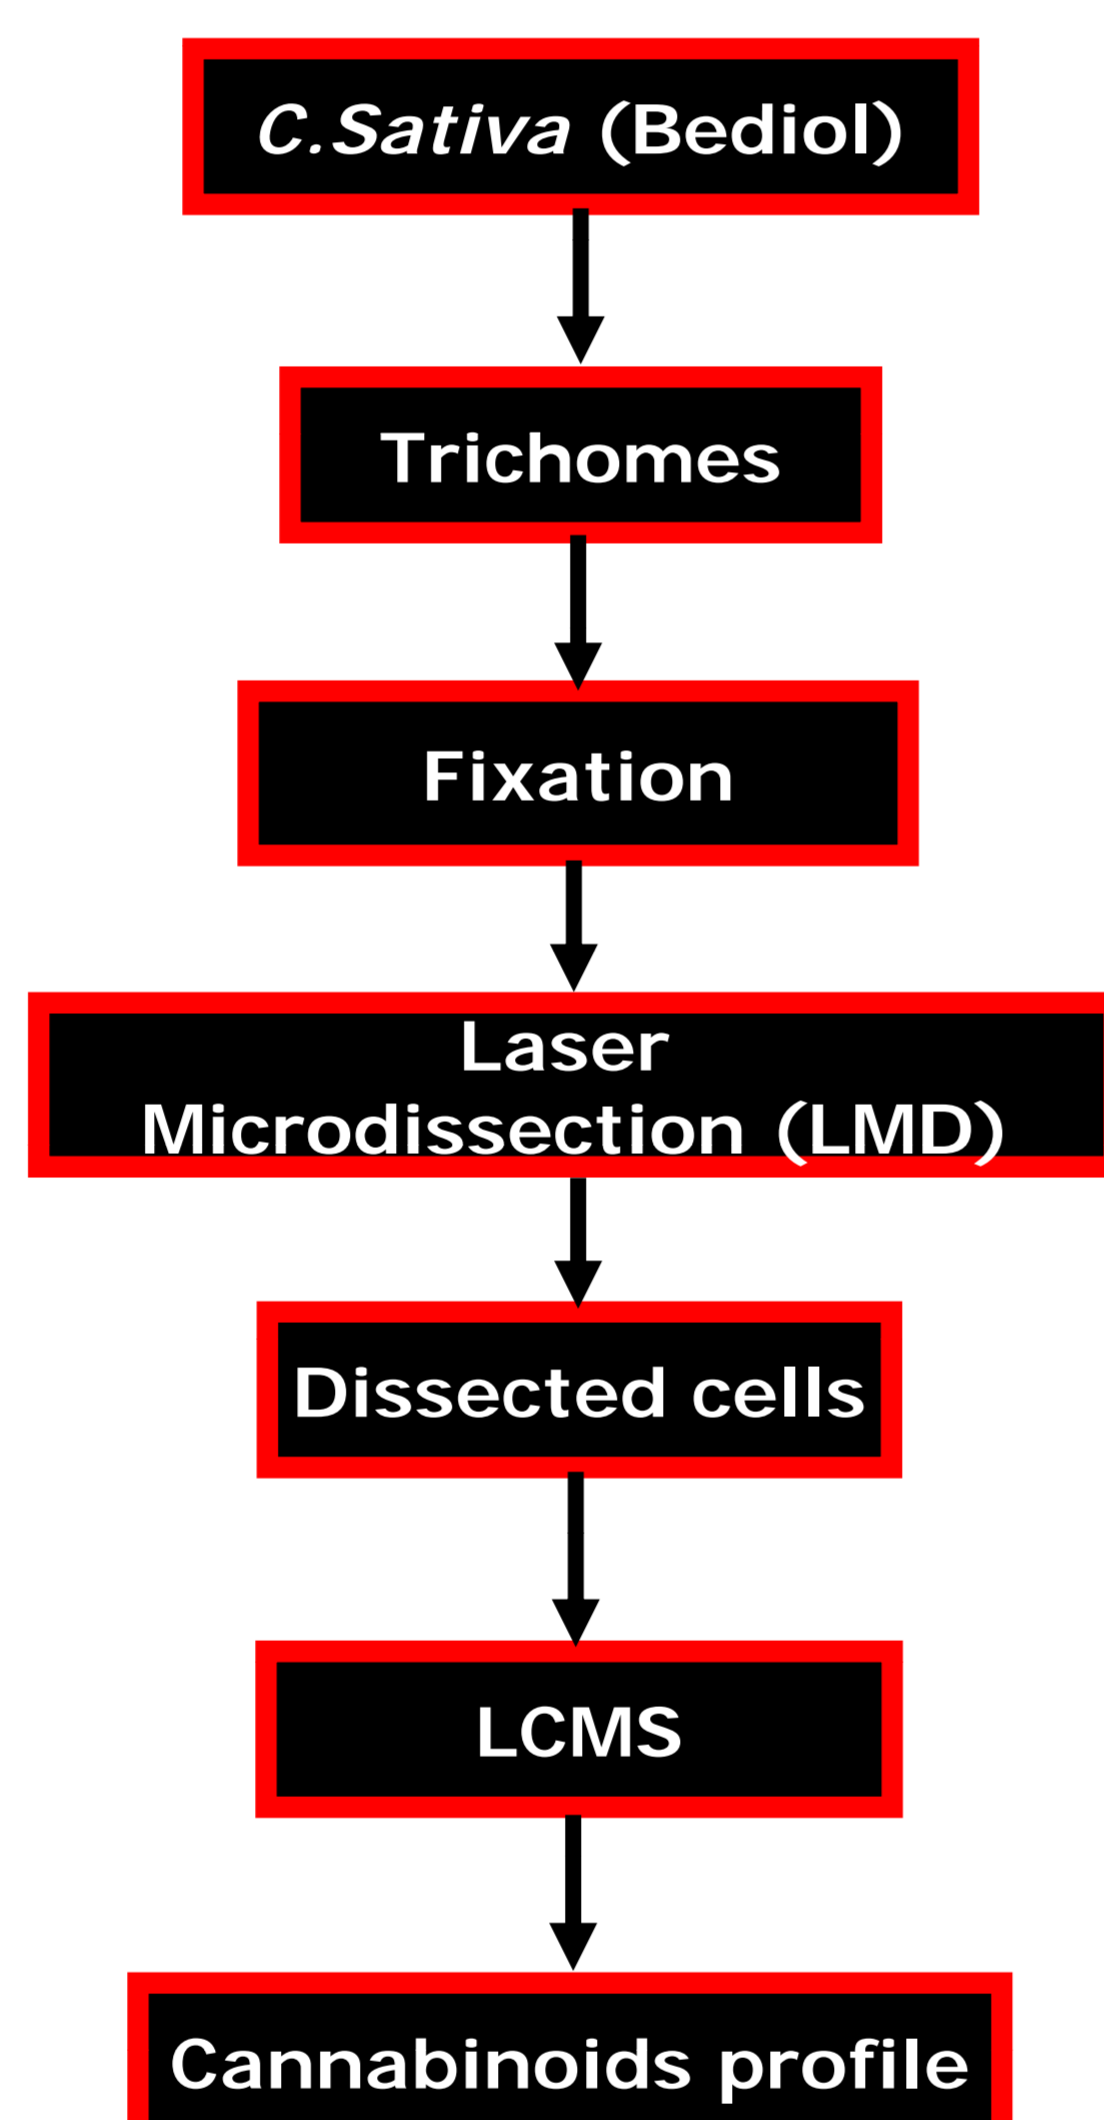 C.Sativa (Bediol)
Trichomes
Fixation
Laser
Microdissection (LMD)
Dissected cells
LCMS
Cannabinoids profile